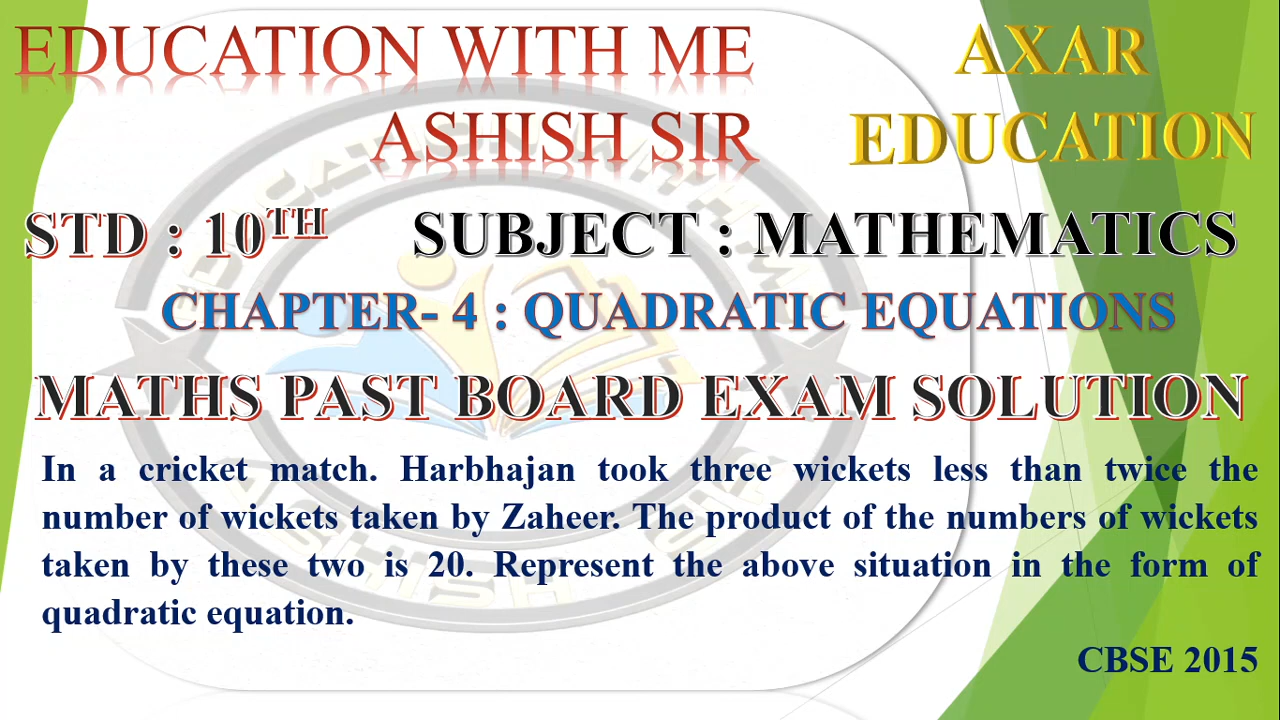 EDUCATION WITH ME
ASHISH SIR
AXAR
EDUCATION
STD : 10TH
SUBJECT : MATHEMATICS
CHAPTER- 4 : QUADRATIC EQUATIONS
MATHS PAST BOARD EXAM SOLUTION
In a cricket match. Harbhajan took three wickets less than twice the
number of wickets taken by Zaheer. The product of the numbers of wickets
taken by these two is 20. Represent the above situation in the form of
quadratic equation.
CBSE 2015